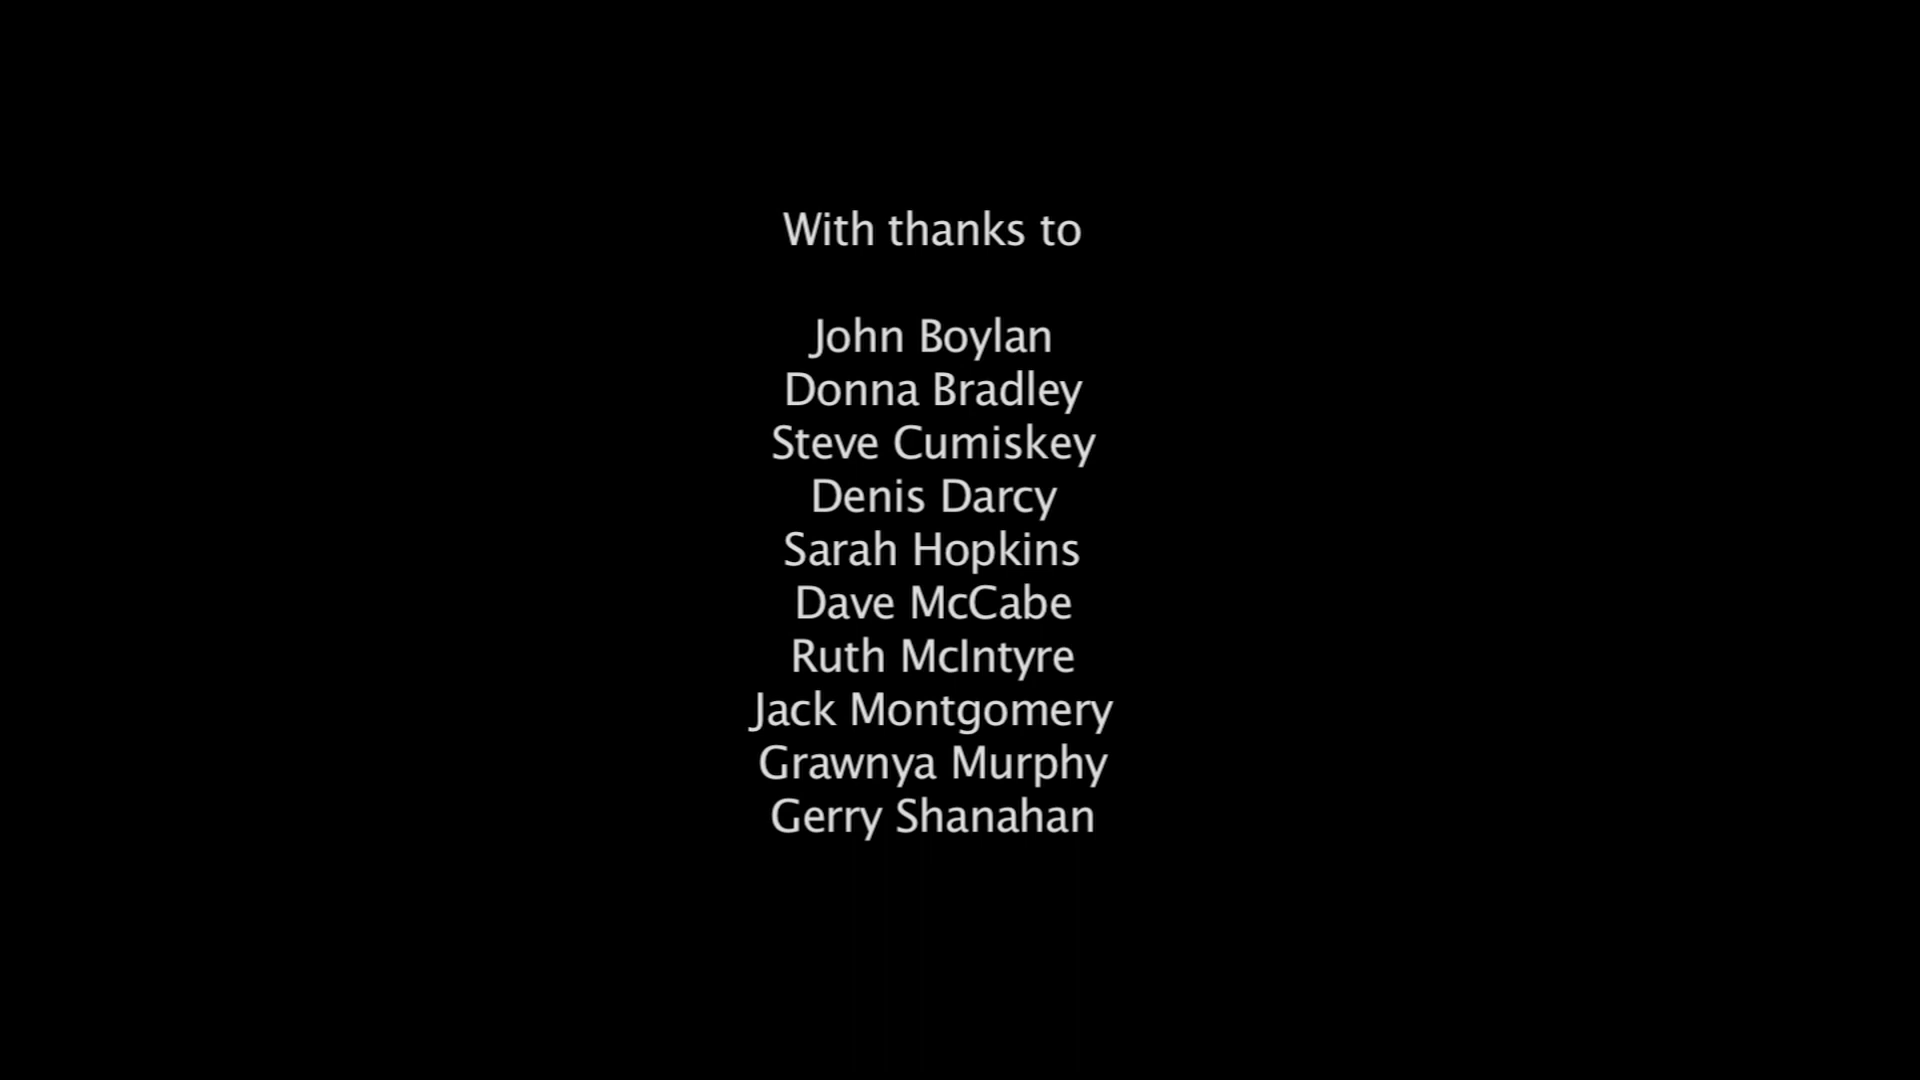 With thanks to
John Boylan
Donna Bradley
Steve Cumiskey
Denis Darcy
Sarah Hopkins
Dave McCabe
Ruth McIntyre
Jack Montgomery
Grawnya Murphy
Gerry Shanahan